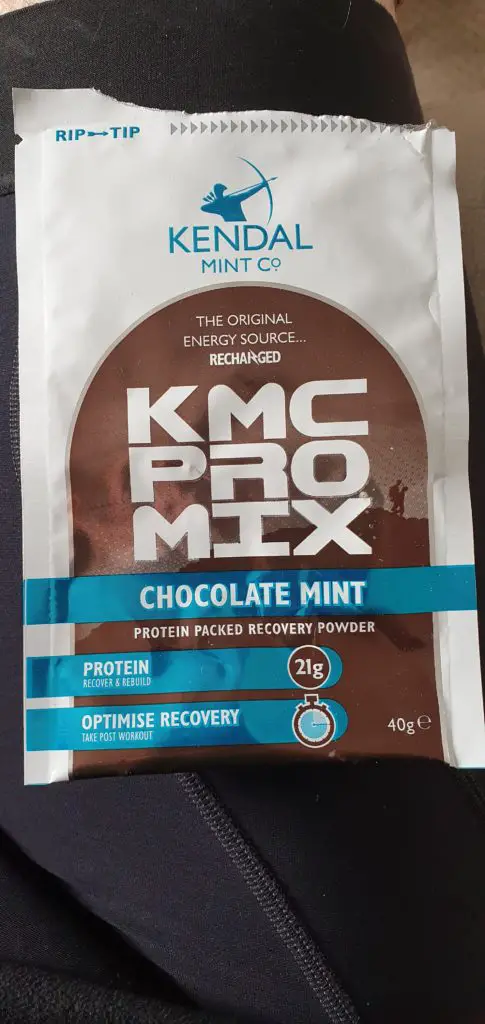 RIP TIP
KENDAL
MINT Cº
THE ORIGINAL
ENERGY SOURCE...
RECHARGED
KMC
PRO
MIX
CHOCOLATE MINT
PROTEIN PACKED RECOVERY POWDER
PROTEIN
RECOVER & REBUILD
21g
OPTIMISE RECOVERY
TAKE POST WORKOUT
40g℮